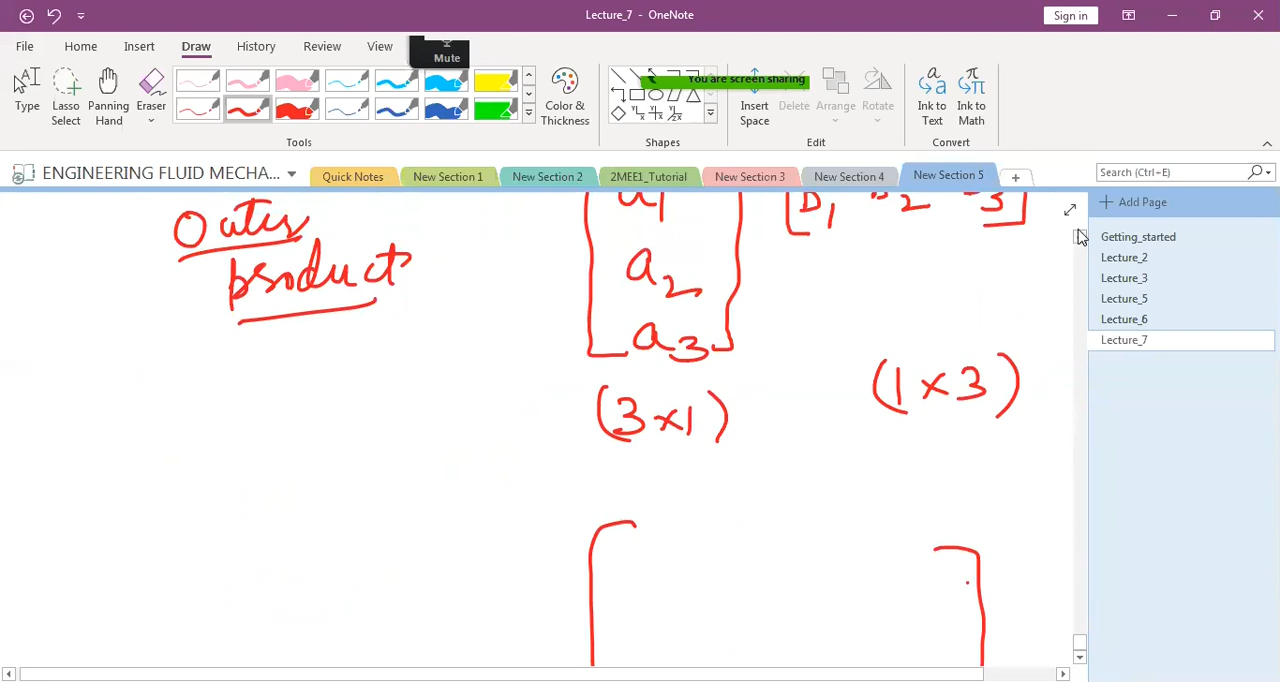 Lecture_7 - OneNote
Sign in
File Home Insert Draw History Review View
Mute
You are screen sharing
Type
Lasso Select
Panning Hand
Eraser
Color & Thickness
Insert Space
Delete
Arrange
Rotate
Ink to Text
Ink to Math
Tools
Shapes
Edit
Convert
ENGINEERING FLUID MECHA...
Quick Notes
New Section 1
New Section 2
2MEE1_Tutorial
New Section 3
New Section 4
New Section 5
Search (Ctrl+E)
Add Page
Getting_started
Lecture_2
Lecture_3
Lecture_5
Lecture_6
Lecture_7
Outer
product
a1
a2
a3
(3×1)
(1×3)